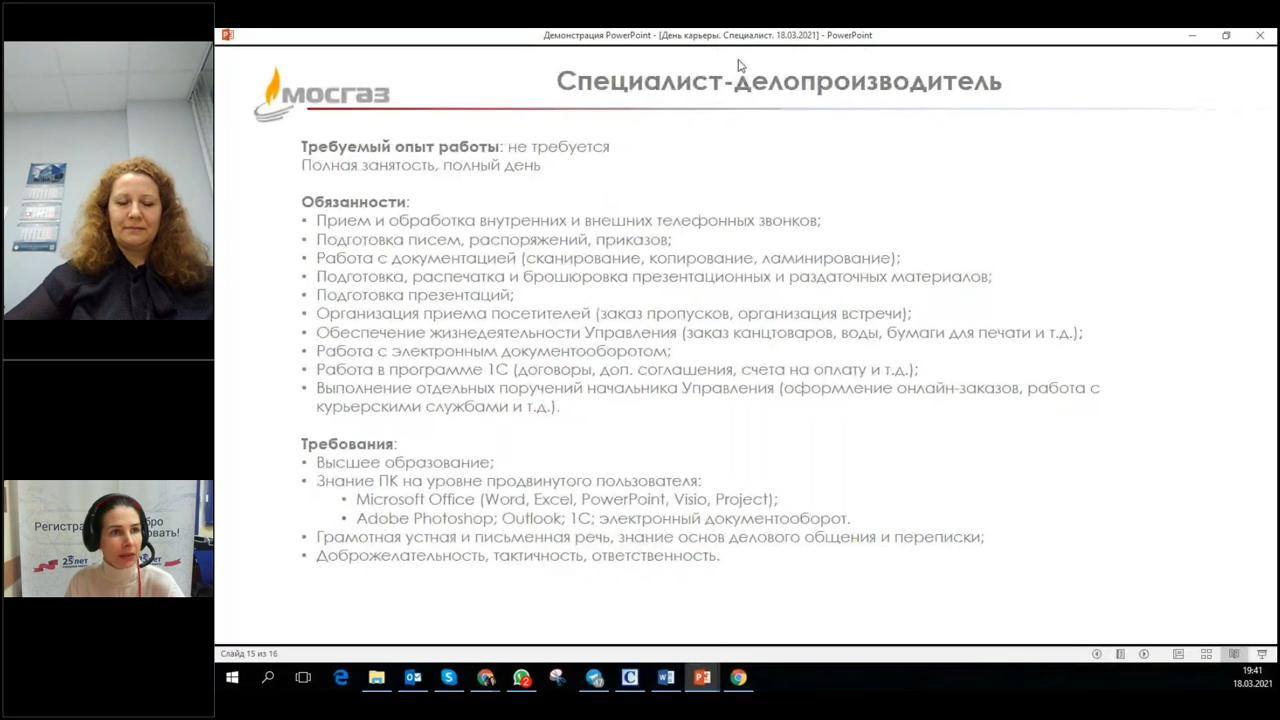 Демонстрация PowerPoint - [День карьеры. Специалист. 18.03.2021] - PowerPoint
МОСГАЗ
Специалист-делопроизводитель
Требуемый опыт работы: не требуется
Полная занятость, полный день
Обязанности:
• Прием и обработка внутренних и внешних телефонных звонков;
• Подготовка писем, распоряжений, приказов;
• Работа с документацией (сканирование, копирование, ламинирование);
• Подготовка, распечатка и брошюровка презентационных и раздаточных материалов;
• Подготовка презентаций;
• Организация приема посетителей (заказ пропусков, организация встречи);
• Обеспечение жизнедеятельности Управления (заказ канцтоваров, воды, бумаги для печати и т.д.);
• Работа с электронным документооборотом;
• Работа в программе 1С (договоры, доп. соглашения, счета на оплату и т.д.);
• Выполнение отдельных поручений начальника Управления (оформление онлайн-заказов, работа с
курьерскими службами и т.д.).
Требования:
• Высшее образование;
• Знание ПК на уровне продвинутого пользователя:
• Microsoft Office (Word, Excel, PowerPoint, Visio, Project);
• Adobe Photoshop; Outlook; 1С; электронный документооборот.
• Грамотная устная и письменная речь, знание основ делового общения и переписки;
• Доброжелательность, тактичность, ответственность.
Регистра
бро
овать!
25 лет
лет
Слайд 15 из 16
19:41
18.03.2021